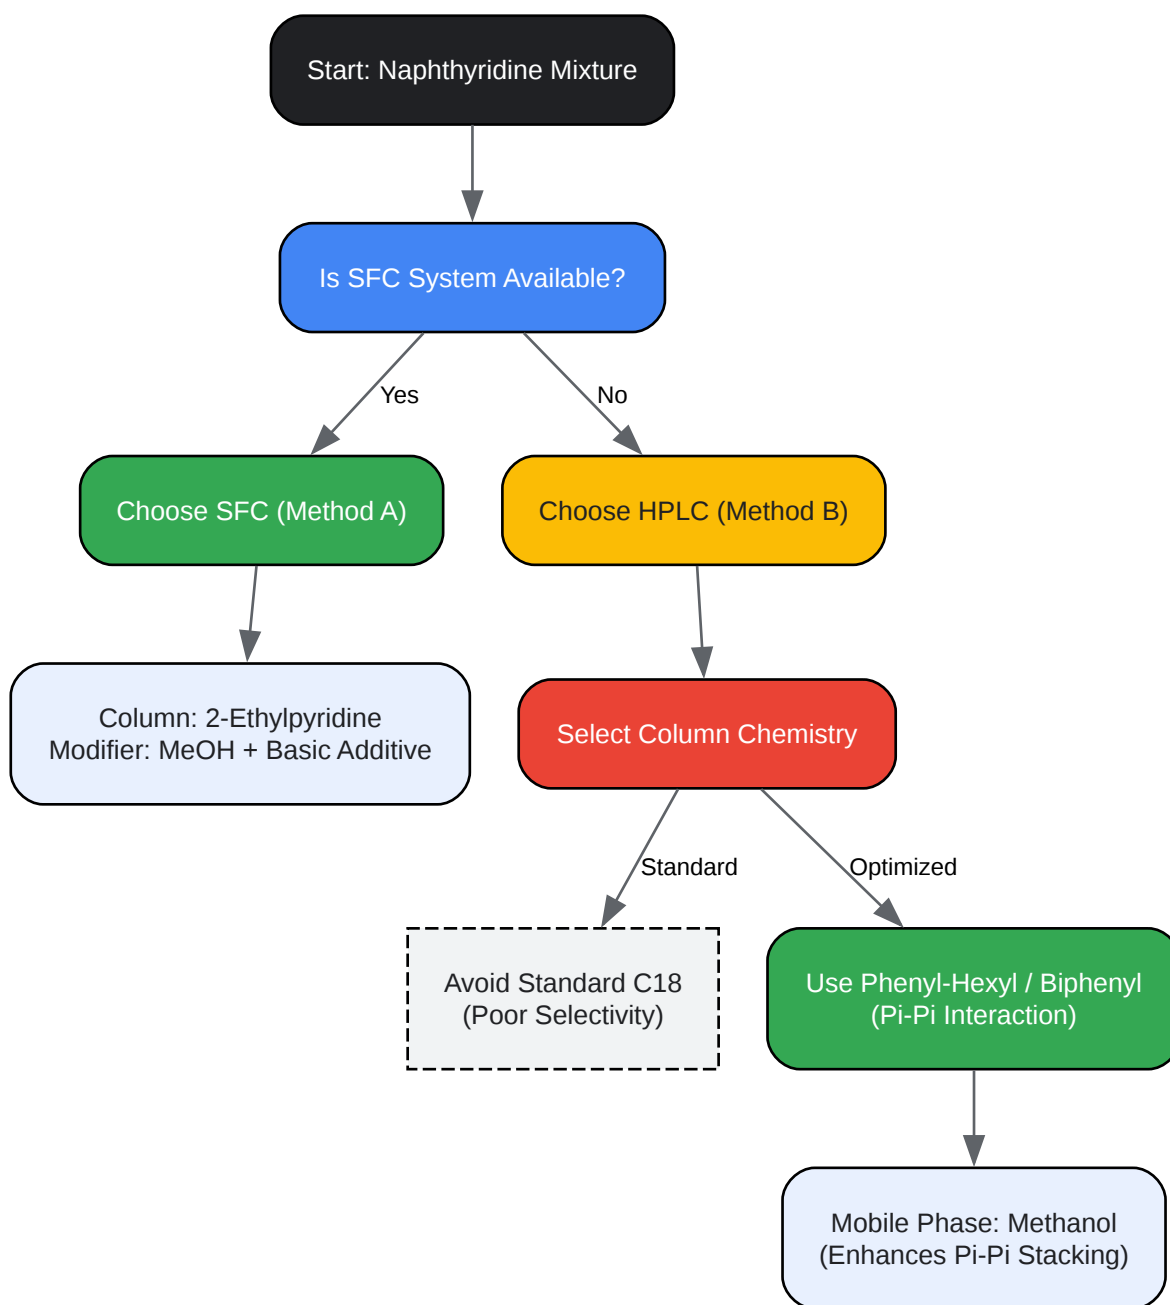 Start: Naphthyridine Mixture
Is SFC System Available?
Yes
No
Choose SFC (Method A)
Choose HPLC (Method B)
Column: 2-Ethylpyridine
Modifier: MeOH + Basic Additive
Select Column Chemistry
Standard
Optimized
Avoid Standard C18
(Poor Selectivity)
Use Phenyl-Hexyl / Biphenyl
(Pi-Pi Interaction)
Mobile Phase: Methanol
(Enhances Pi-Pi Stacking)